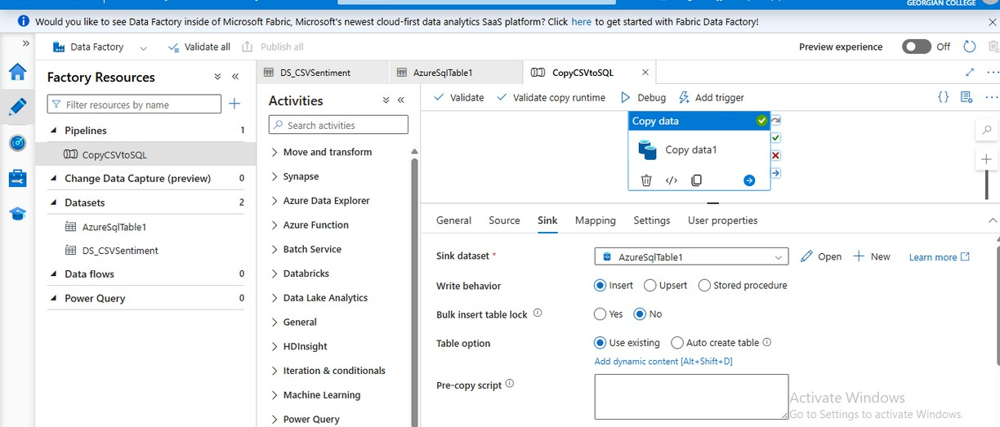 GEORGIAN COLLEGE
Would you like to see Data Factory inside of Microsoft Fabric, Microsoft's newest cloud-first data analytics SaaS platform? Click here to get started with Fabric Data Factory!
Data Factory
Validate all
Publish all
Preview experience
Off
Factory Resources
Filter resources by name
Pipelines 1
CopyCSVtoSQL
Change Data Capture (preview) 0
Datasets 2
AzureSqlTable1
DS_CSVSentiment
Data flows 0
Power Query 0
DS_CSVSentiment
AzureSqlTable1
CopyCSVtoSQL
Activities
Search activities
Move and transform
Synapse
Azure Data Explorer
Azure Function
Batch Service
Databricks
Data Lake Analytics
General
HDInsight
Iteration & conditionals
Machine Learning
Power Query
Validate
Validate copy runtime
Debug
Add trigger
Copy data
Copy data1
General Source Sink Mapping Settings User properties
Sink dataset * AzureSqlTable1 Open New Learn more
Write behavior Insert Upsert Stored procedure
Bulk insert table lock Yes No
Table option Use existing Auto create table
Add dynamic content [Alt+Shift+D]
Pre-copy script
Activate Windows
Go to Settings to activate Windows.